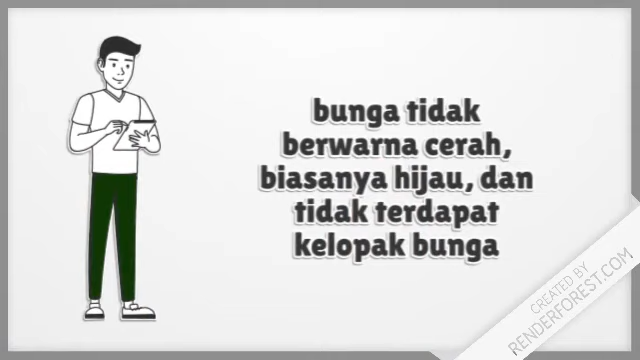 bunga tidak
berwarna cerah,
biasanya hijau, dan
tidak terdapat
kelopak bunga
CREATED BY
RENDERFOREST.COM